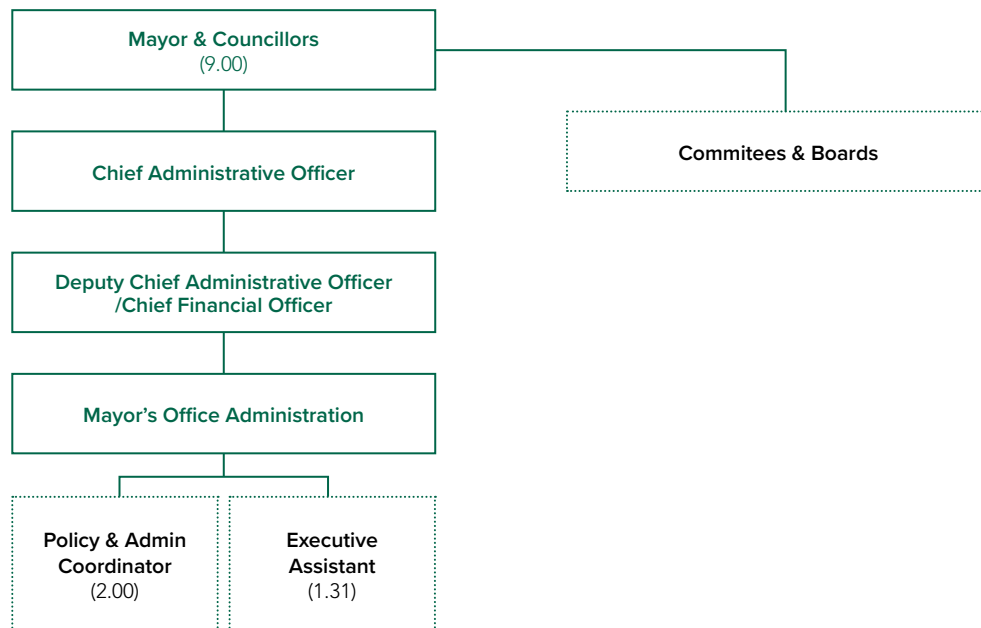 Mayor & Councillors
(9.00)
Commitees & Boards
Chief Administrative Officer
Deputy Chief Administrative Officer
/Chief Financial Officer
Mayor’s Office Administration
Policy & Admin
Coordinator
(2.00)
Executive
Assistant
(1.31)